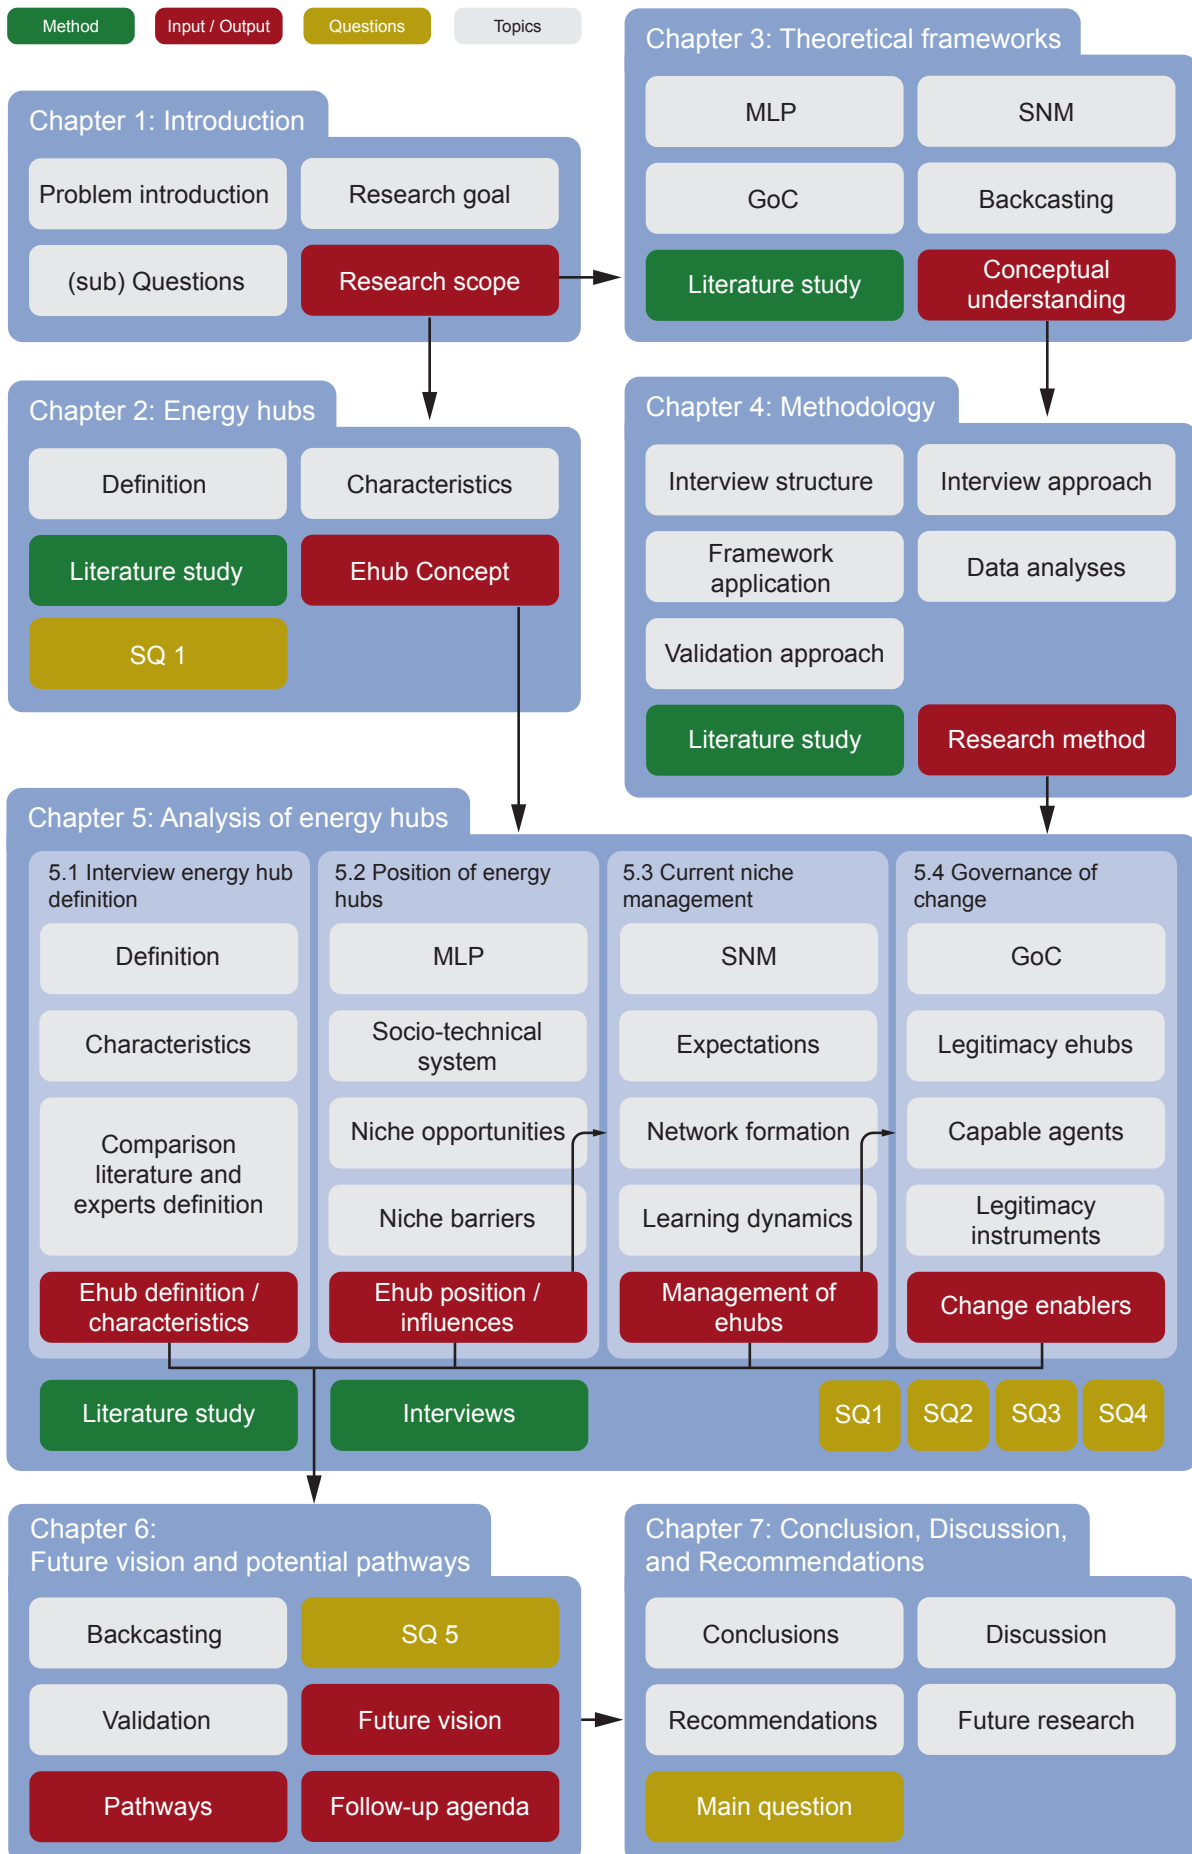 Method
Input / Output
Questions
Topics
Chapter 1: Introduction
Problem introduction
Research goal
(sub) Questions
Research scope
Chapter 3: Theoretical frameworks
MLP
SNM
GoC
Backcasting
Literature study
Conceptual
understanding
Chapter 2: Energy hubs
Definition
Characteristics
Literature study
Ehub Concept
SQ 1
Chapter 4: Methodology
Interview structure
Interview approach
Framework
application
Data analyses
Validation approach
Literature study
Research method
Chapter 5: Analysis of energy hubs
5.1 Interview energy hub
definition
Definition
Characteristics
Comparison
literature and
experts definition
Ehub definition /
characteristics
5.2 Position of energy
hubs
MLP
Socio-technical
system
Niche opportunities
Niche barriers
Ehub position /
influences
5.3 Current niche
management
SNM
Expectations
Network formation
Learning dynamics
Management of
ehubs
5.4 Governance of
change
GoC
Legitimacy ehubs
Capable agents
Legitimacy
instruments
Change enablers
Literature study
Interviews
SQ1
SQ2
SQ3
SQ4
Chapter 6:
Future vision and potential pathways
Backcasting
SQ 5
Validation
Future vision
Pathways
Follow-up agenda
Chapter 7: Conclusion, Discussion,
and Recommendations
Conclusions
Discussion
Recommendations
Future research
Main question